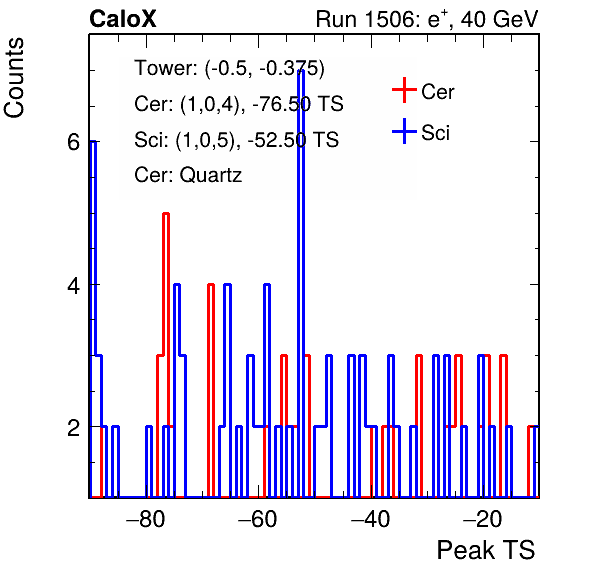 CaloX Run 1506: e⁺, 40 GeV
Counts
Tower: (-0.5, -0.375)
Cer: (1,0,4), -76.50 TS
Sci: (1,0,5), -52.50 TS
Cer: Quartz
Cer
Sci
6
4
2
−80 −60 −40 −20
Peak TS